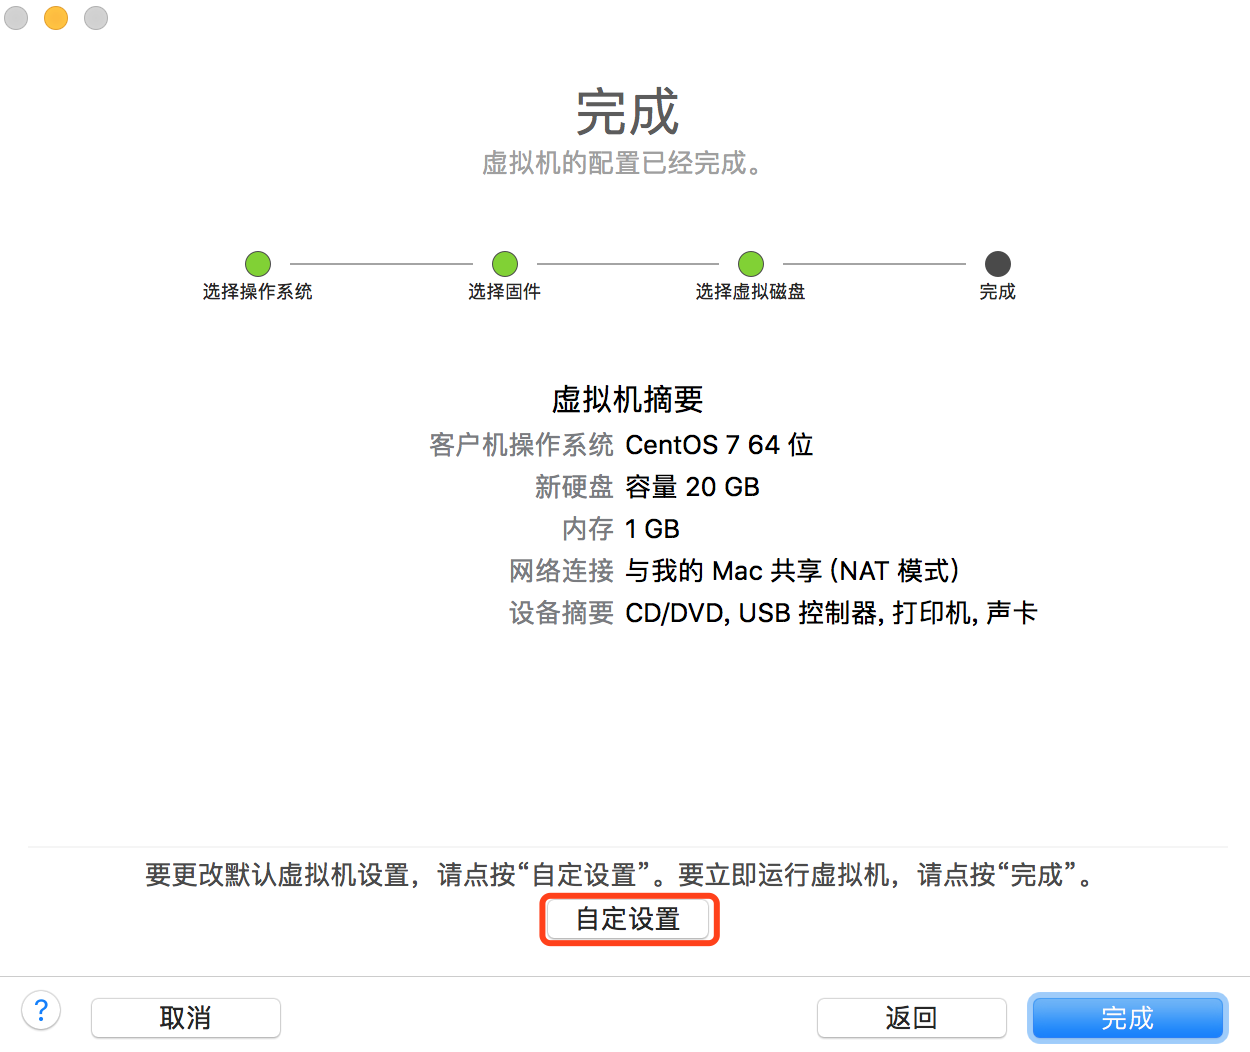 完成
虚拟机的配置已经完成。
选择操作系统
选择固件
选择虚拟磁盘
完成
虚拟机摘要
客户机操作系统 CentOS 7 64 位
新硬盘 容量 20 GB
内存 1 GB
网络连接 与我的 Mac 共享 (NAT 模式)
设备摘要 CD/DVD, USB 控制器, 打印机, 声卡
要更改默认虚拟机设置，请点按“自定设置”。要立即运行虚拟机，请点按“完成”。
自定设置
?
取消
返回
完成